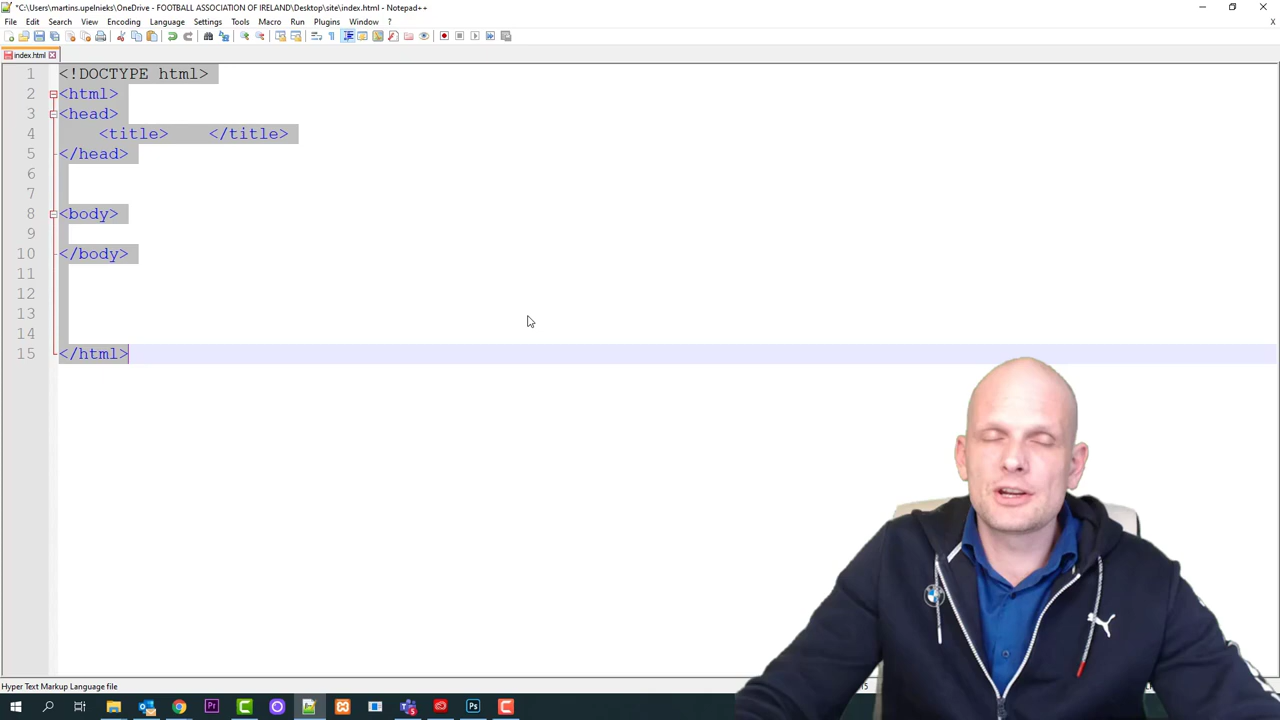 *C:\Users\martins.upelnieks\OneDrive - FOOTBALL ASSOCIATION OF IRELAND\Desktop\site\index.html - Notepad++
File Edit Search View Encoding Language Settings Tools Macro Run Plugins Window ? X
index.html
1 <!DOCTYPE html>
2 <html>
3 <head>
4 <title> </title>
5 </head>
6
7
8 <body>
9
10 </body>
11
12
13
14
15 </html>
Hyper Text Markup Language file